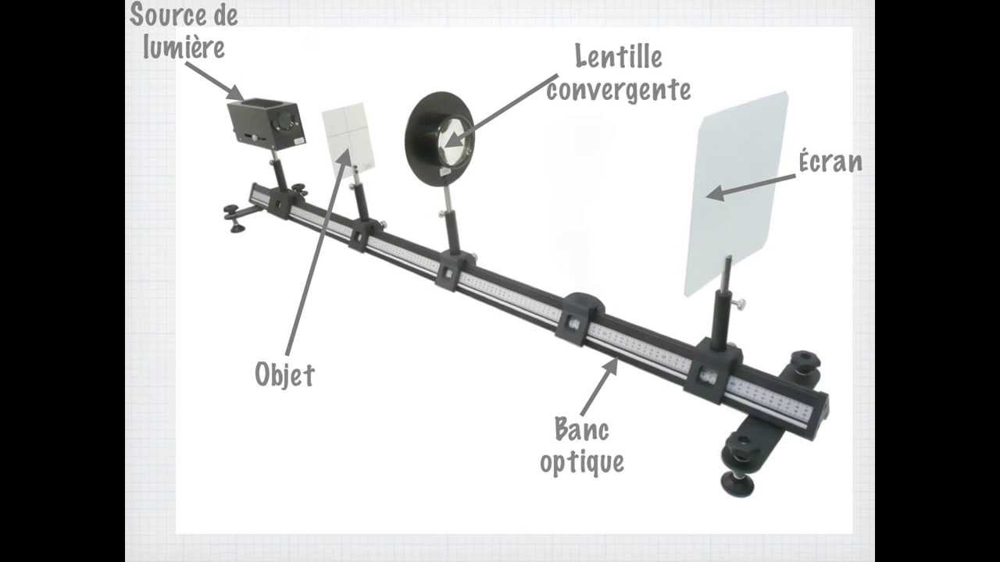 Source de
lumière
Lentille
convergente
Écran
Objet
Banc
optique